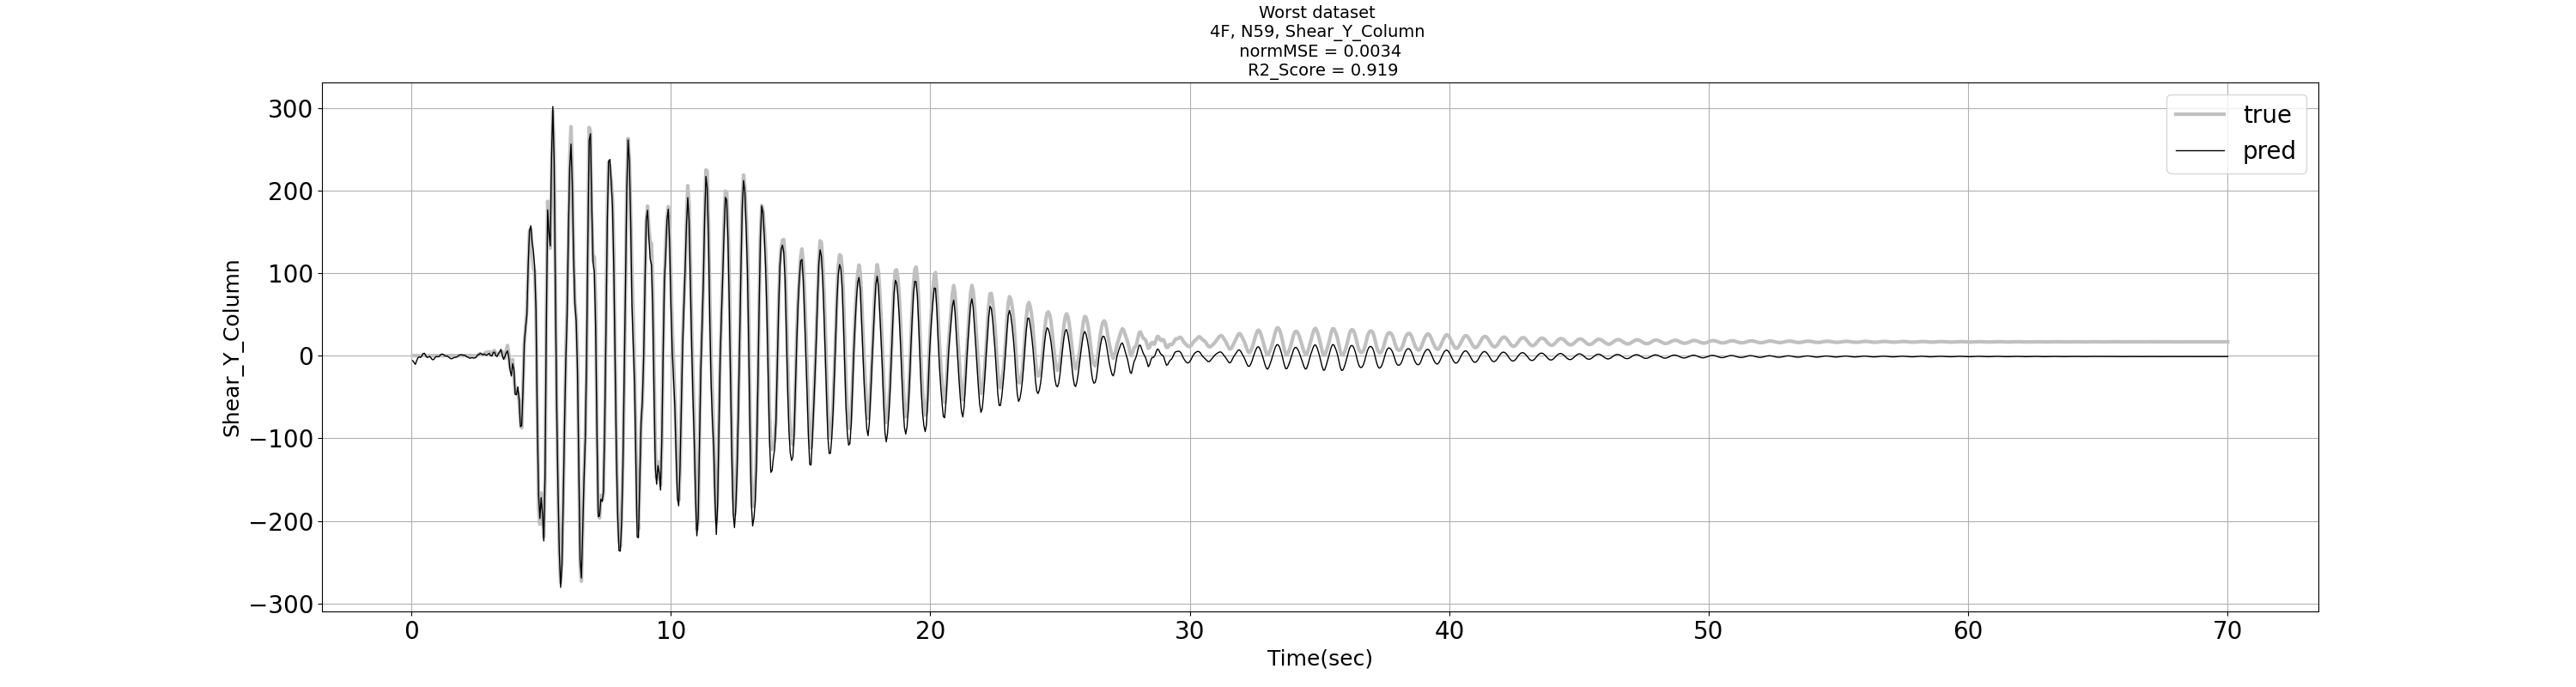 Worst dataset
4F, N59, Shear_Y_Column
normMSE = 0.0034
R2_Score = 0.919
true
pred
Shear_Y_Column
300
200
100
0
−100
−200
−300
0 10 20 30 40 50 60 70
Time(sec)